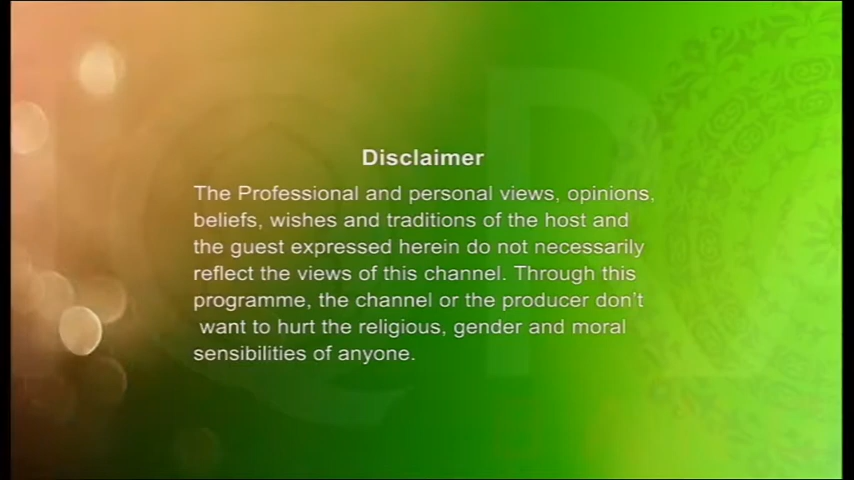 Disclaimer
The Professional and personal views, opinions,
beliefs, wishes and traditions of the host and
the guest expressed herein do not necessarily
reflect the views of this channel. Through this
programme, the channel or the producer don't
want to hurt the religious, gender and moral
sensibilities of anyone.